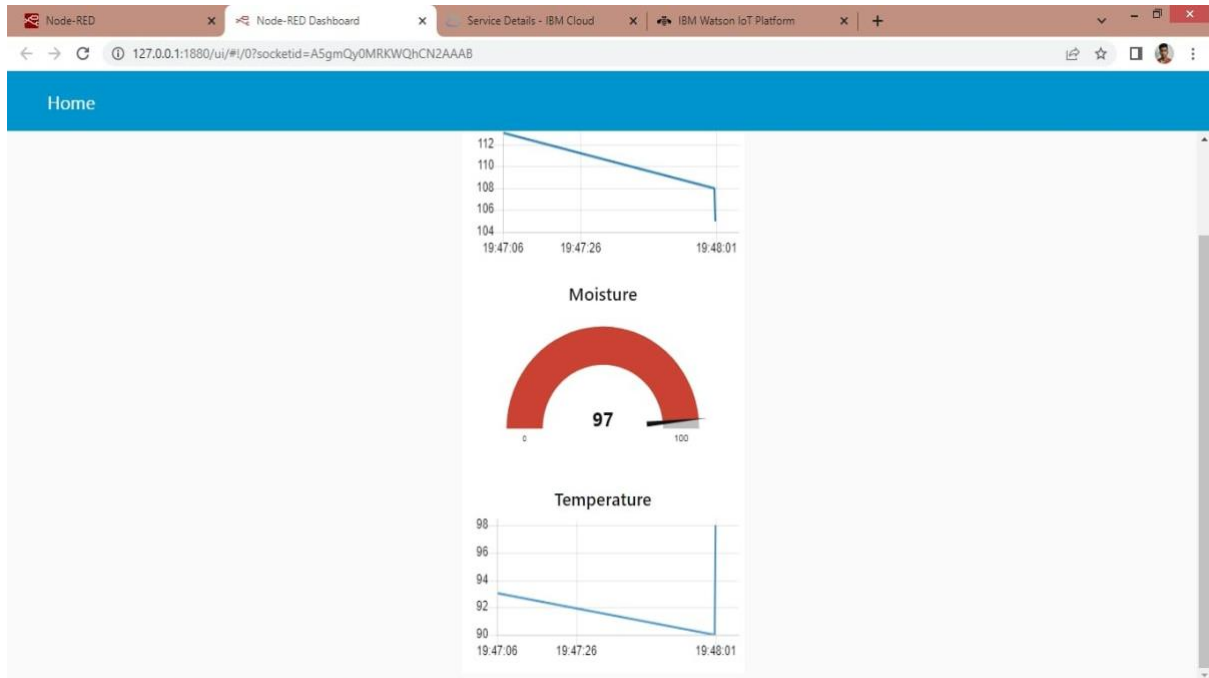 Node-RED
Node-RED Dashboard
Service Details - IBM Cloud
IBM Watson IoT Platform
127.0.0.1:1880/ui/#!/0?socketid=A5gmQy0MRKWQhCN2AAAB
Home
112
110
108
106
104
19:47:06 19:47:26 19:48:01
Moisture
97
0 100
Temperature
98
96
94
92
90
19:47:06 19:47:26 19:48:01